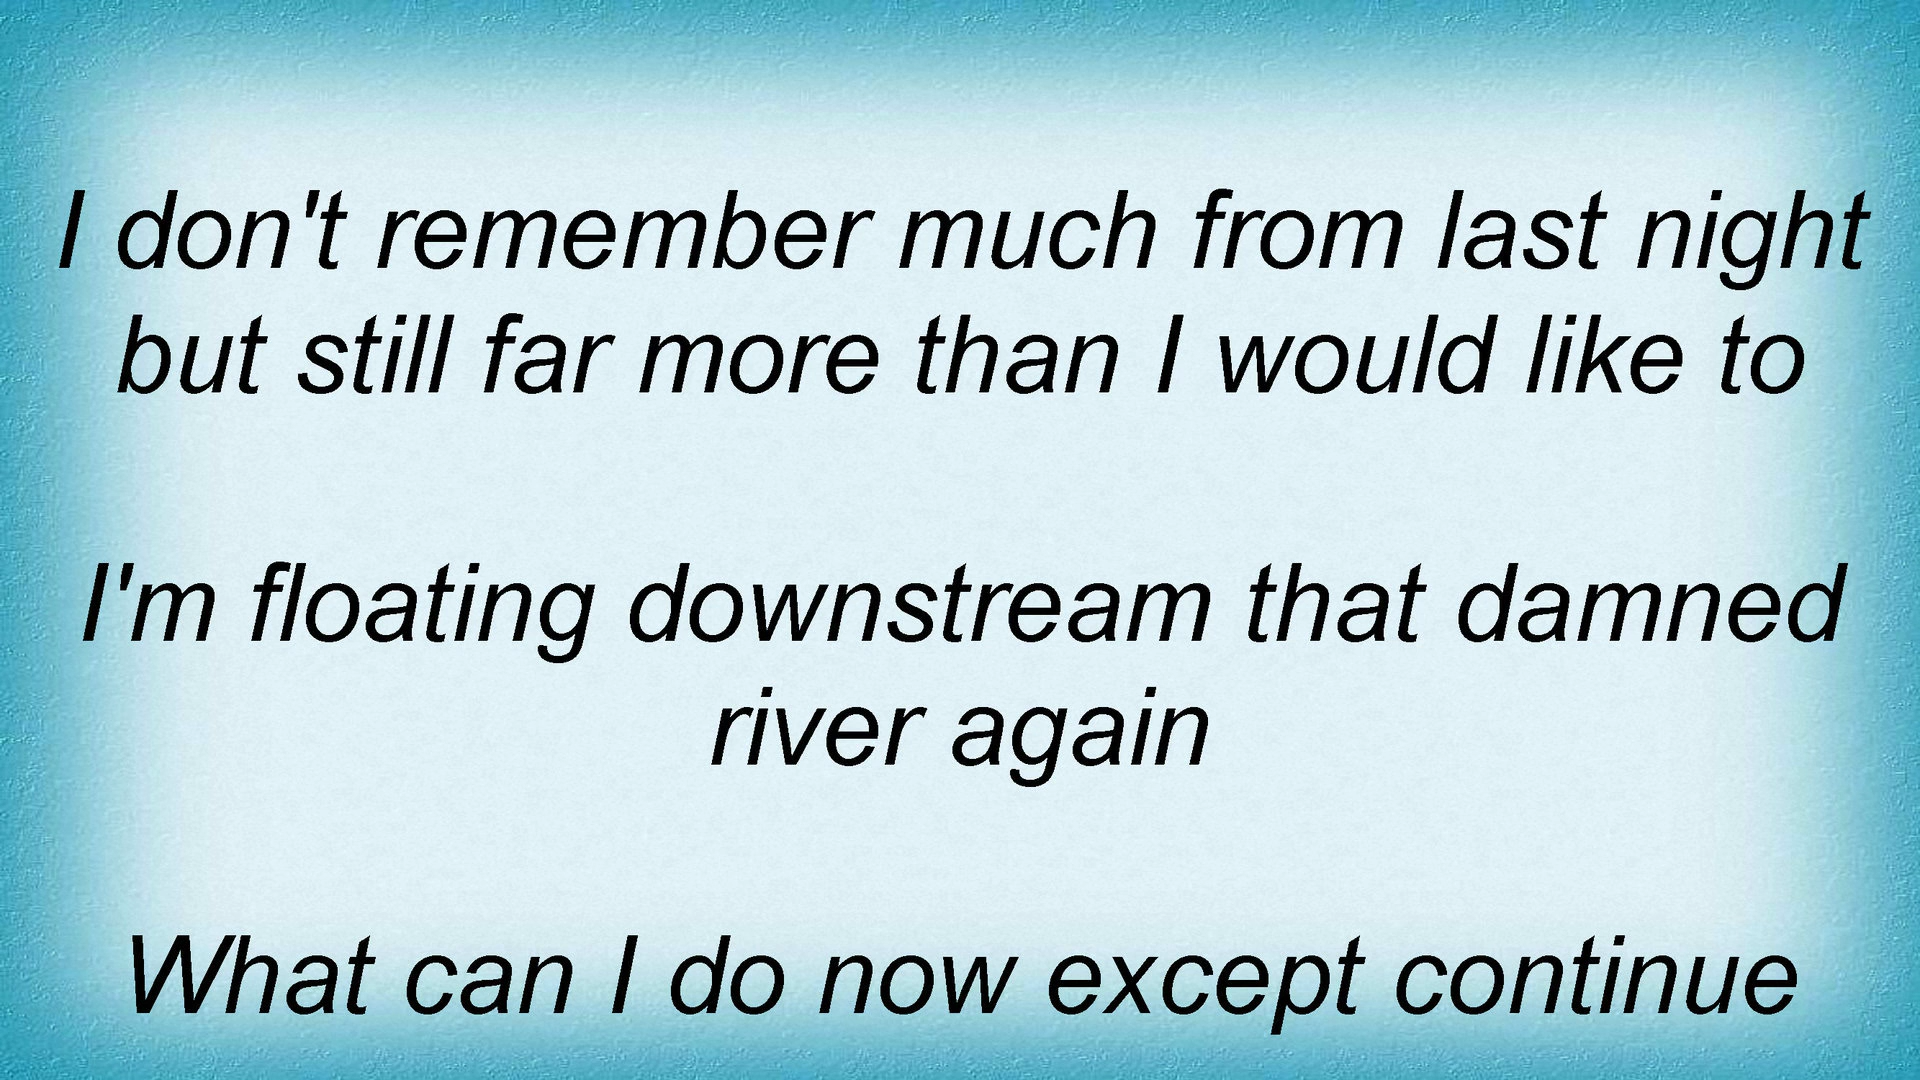 I don't remember much from last night
but still far more than I would like to
I'm floating downstream that damned
river again
What can I do now except continue